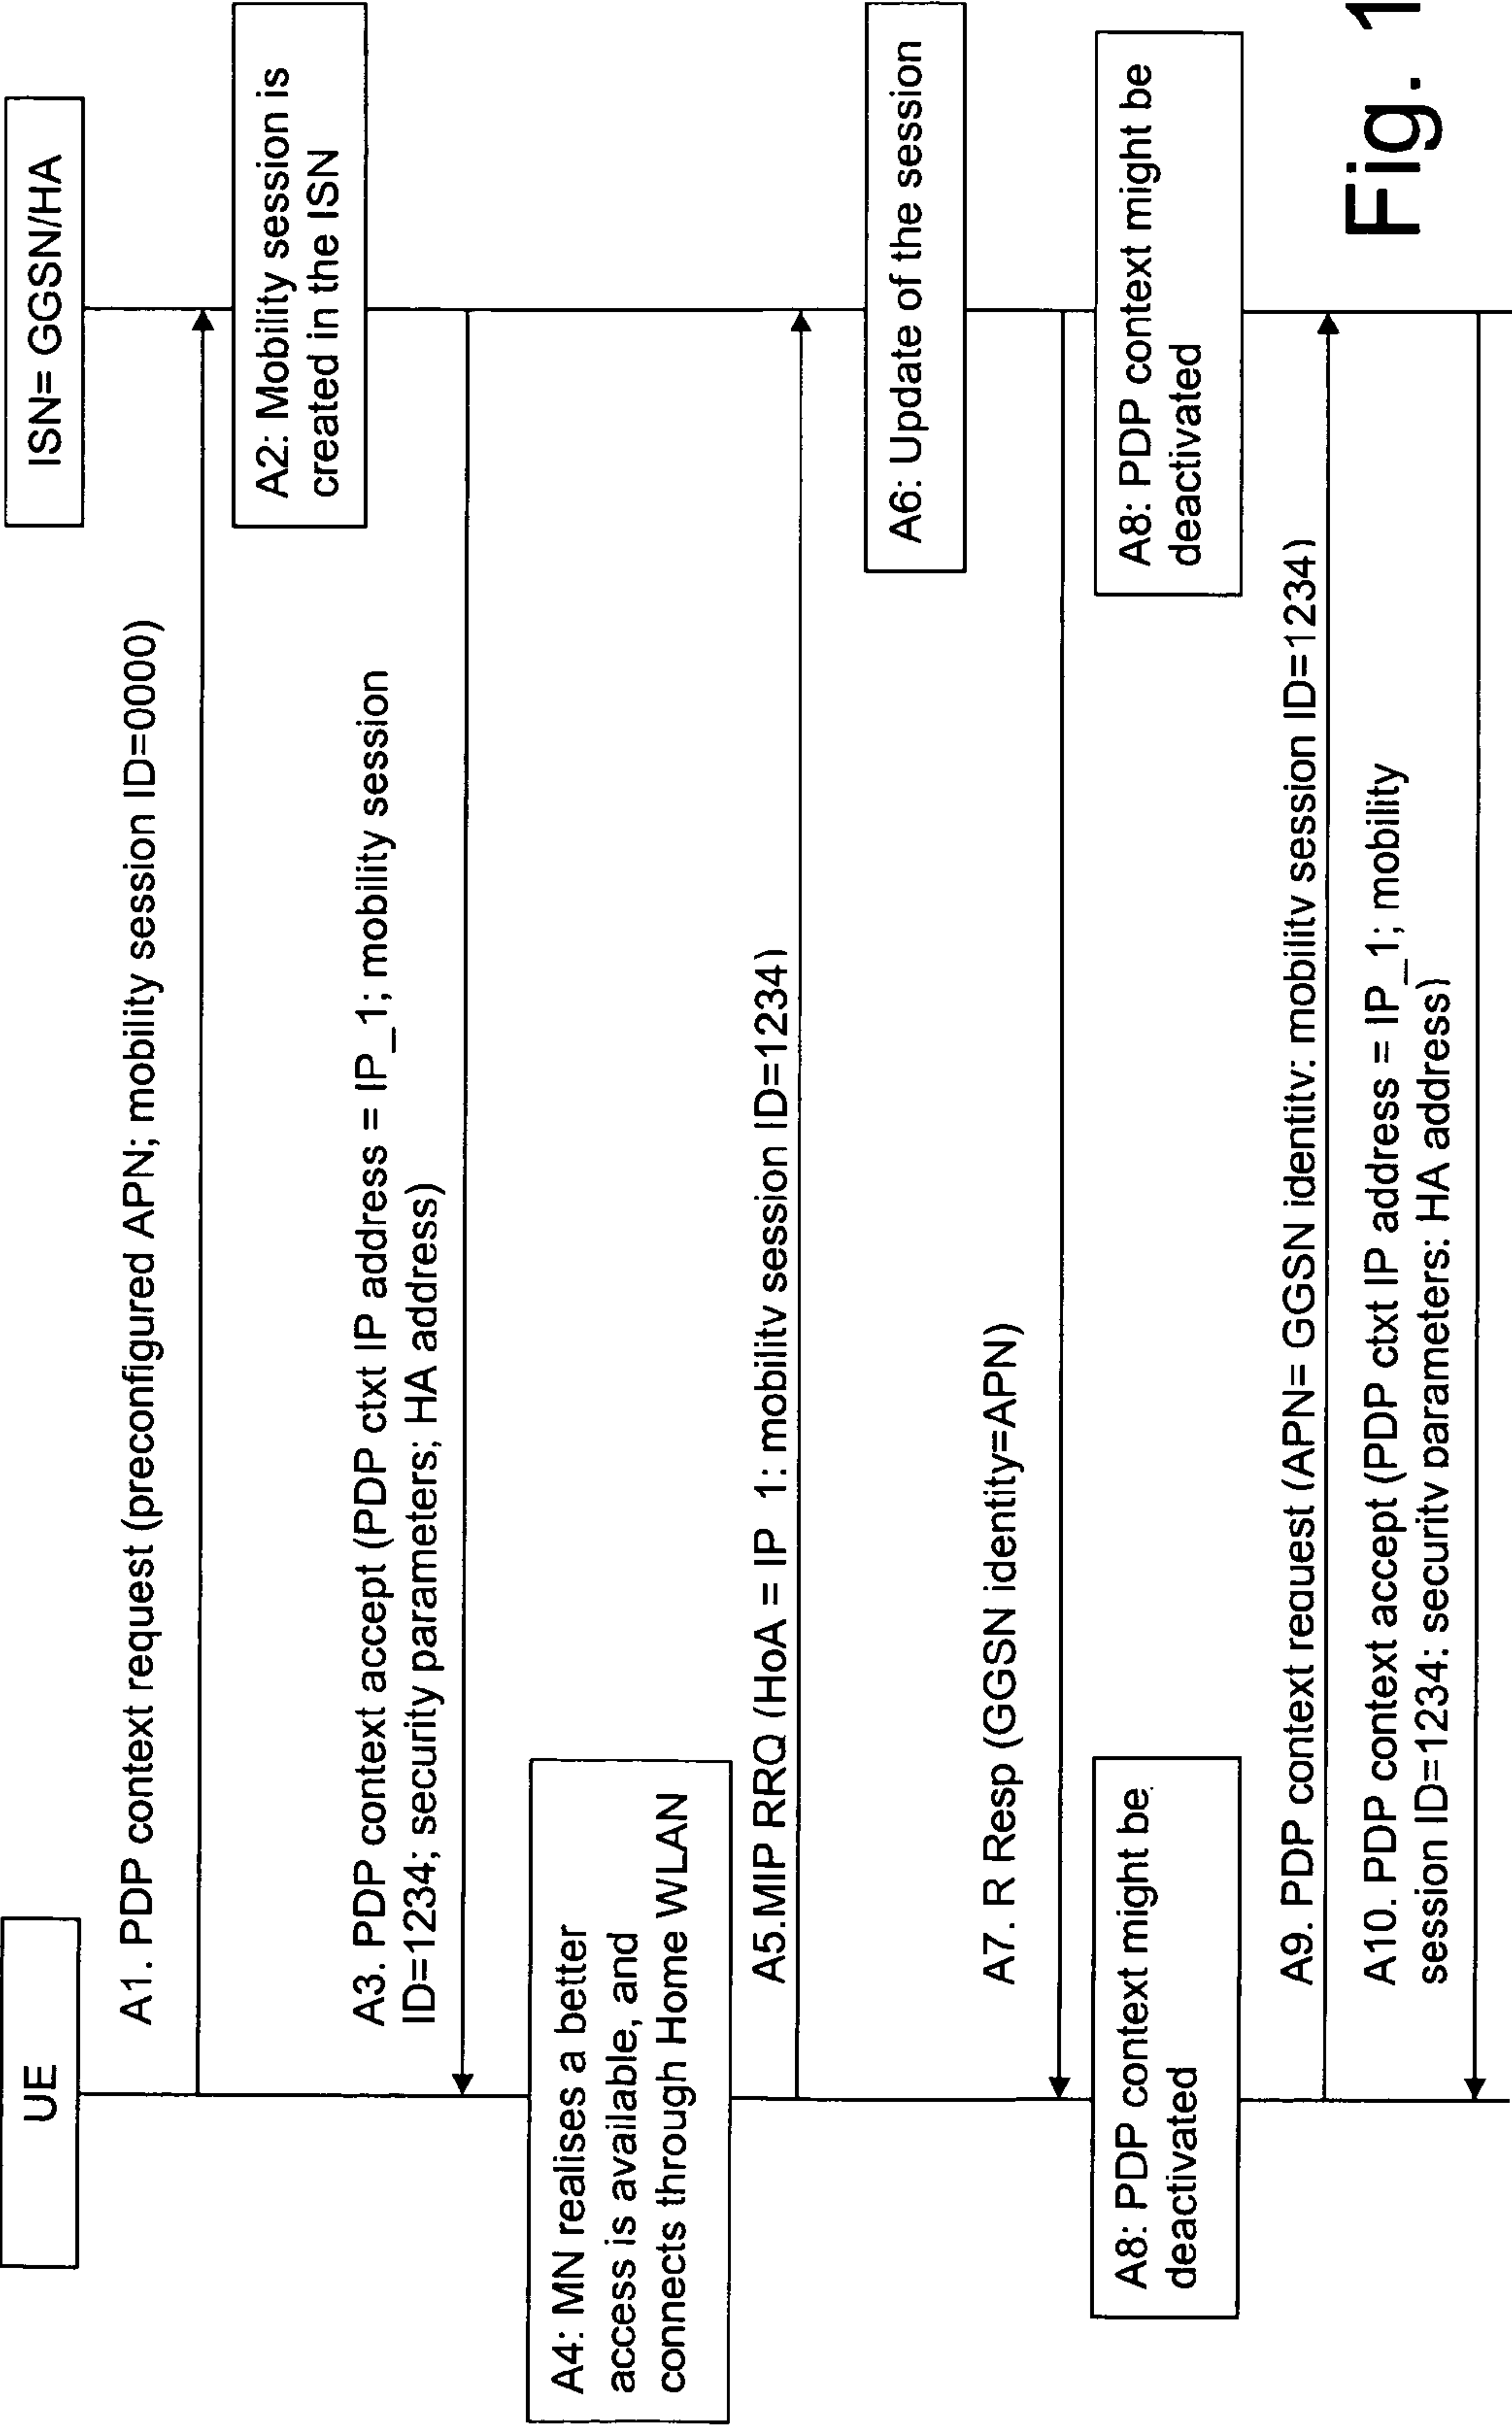 UE
ISN= GGSN/HA
A1. PDP context request (preconfigured APN; mobility session ID=0000)
A2: Mobility session is
created in the ISN
A3. PDP context accept (PDP ctxt IP address = IP_1; mobility session
ID=1234; security parameters; HA address)
A4: MN realises a better
access is available, and
connects through Home WLAN
A5.MIP RRQ (HoA = IP_1; mobility session ID=1234)
A6: Update of the session
A7. R Resp (GGSN identity=APN)
A8: PDP context might be
deactivated
A8: PDP context might be
deactivated
A9. PDP context request (APN= GGSN identity; mobility session ID=1234)
A10. PDP context accept (PDP ctxt IP address = IP_1; mobility
session ID=1234; security parameters; HA address)
Fig. 1